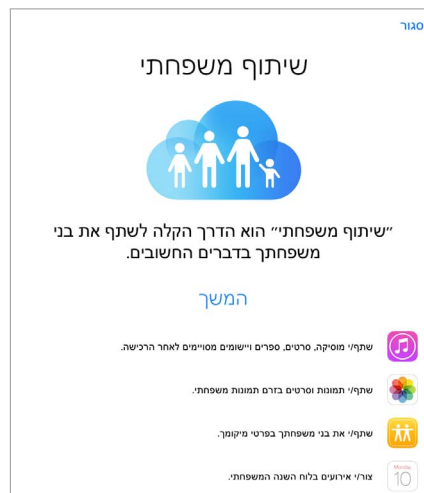 סגור
שיתוף משפחתי
״שיתוף משפחתי״ הוא הדרך הקלה לשתף את בני
משפחתך בדברים החשובים.
המשך
שתף/י מוסיקה, סרטים, ספרים ויישומים מסויימים לאחר הרכישה.
שתף/י תמונות וסרטים בזרם תמונות משפחתי.
שתף/י את בני משפחתך בפרטי מיקומך.
צור/י אירועים בלוח השנה המשפחתי.
Monday
10